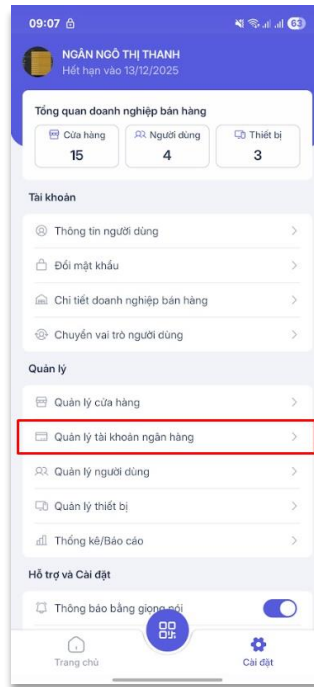 09:07
63
NGÂN NGÔ THỊ THANH
Hết hạn vào 13/12/2025
Tổng quan doanh nghiệp bán hàng
Cửa hàng
15
Người dùng
4
Thiết bị
3
Tài khoản
Thông tin người dùng
Đổi mật khẩu
Chi tiết doanh nghiệp bán hàng
Chuyển vai trò người dùng
Quản lý
Quản lý cửa hàng
Quản lý tài khoản ngân hàng
Quản lý người dùng
Quản lý thiết bị
Thống kê/Báo cáo
Hỗ trợ và Cài đặt
Thông báo bằng giọng nói
Trang chủ
Cài đặt